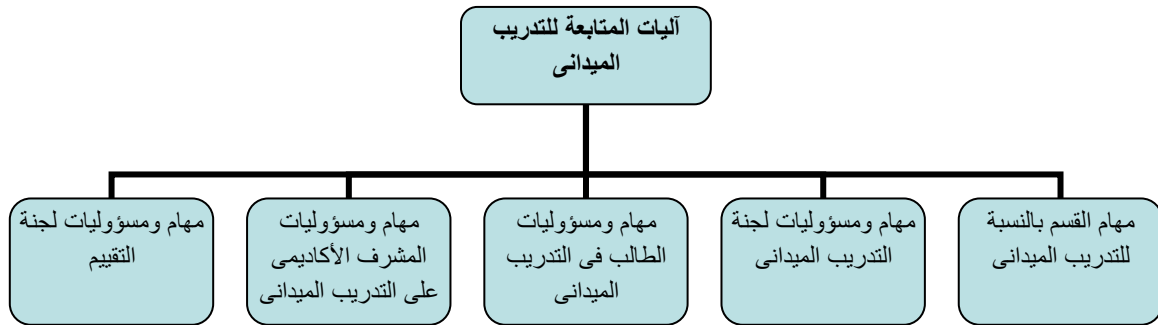 آليات المتابعة للتدريب
الميدانى
مهام القسم بالنسبة
للتدريب الميدانى
مهام ومسؤوليات لجنة
التدريب الميدانى
مهام ومسؤوليات
الطالب فى التدريب
الميدانى
مهام ومسؤوليات
المشرف الأكاديمى
على التدريب الميدانى
مهام ومسؤوليات لجنة
التقييم